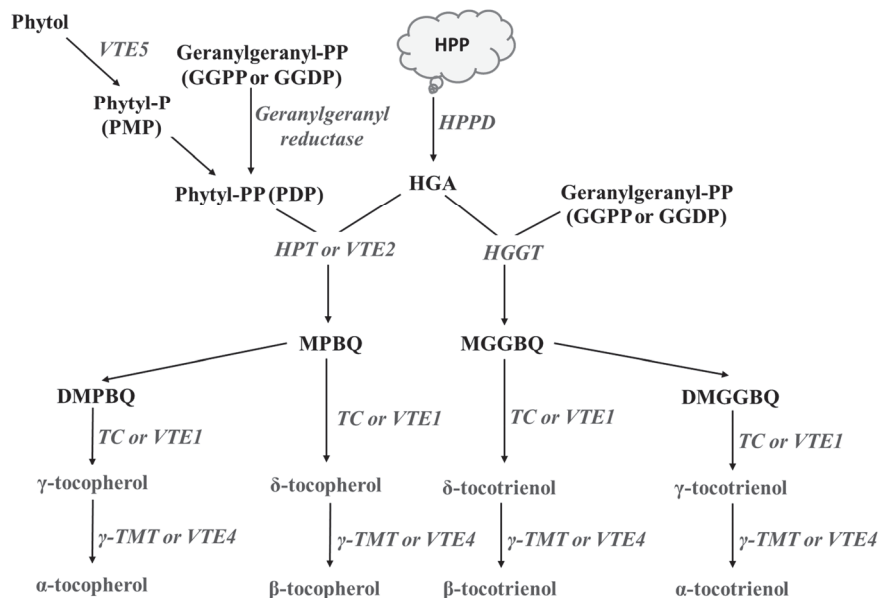 Phytol
VTE5
Geranylgeranyl-PP
(GGPP or GGDP)
HPP
Phytyl-P
(PMP)
Geranylgeranyl
reductase
HPPD
Phytyl-PP (PDP)
HGA
Geranylgeranyl-PP
(GGPP or GGDP)
HPT or VTE2
HGGT
MPBQ
MGGBQ
DMPBQ
DMGGBQ
TC or VTE1
TC or VTE1
TC or VTE1
TC or VTE1
γ-tocopherol
δ-tocopherol
δ-tocotrienol
γ-tocotrienol
γ-TMT or VTE4
γ-TMT or VTE4
γ-TMT or VTE4
γ-TMT or VTE4
α-tocopherol
β-tocopherol
β-tocotrienol
α-tocotrienol